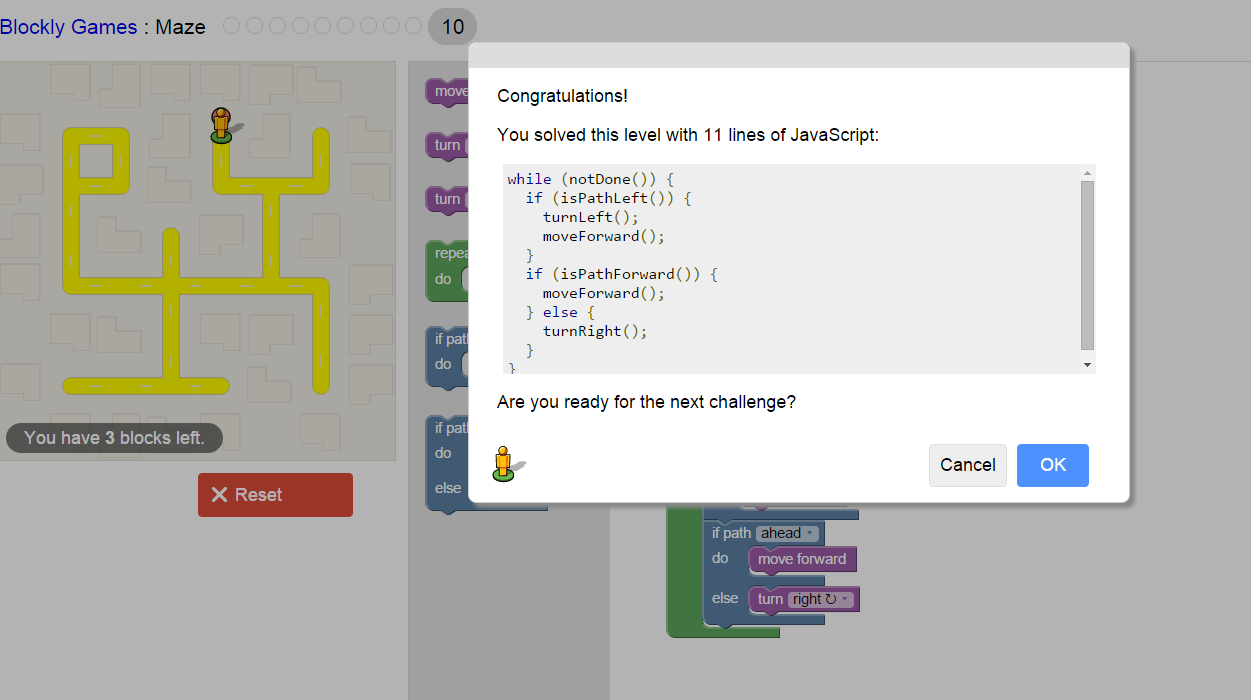 Blockly Games : Maze 10
move
turn
turn
repea
do
if pat
do
if pat
do
else
You have 3 blocks left.
Reset
Congratulations!
You solved this level with 11 lines of JavaScript:
while (notDone()) {
  if (isPathLeft()) {
    turnLeft();
    moveForward();
  }
  if (isPathForward()) {
    moveForward();
  } else {
    turnRight();
  }
}
Are you ready for the next challenge?
Cancel OK
if path ahead
do move forward
else turn right ↻